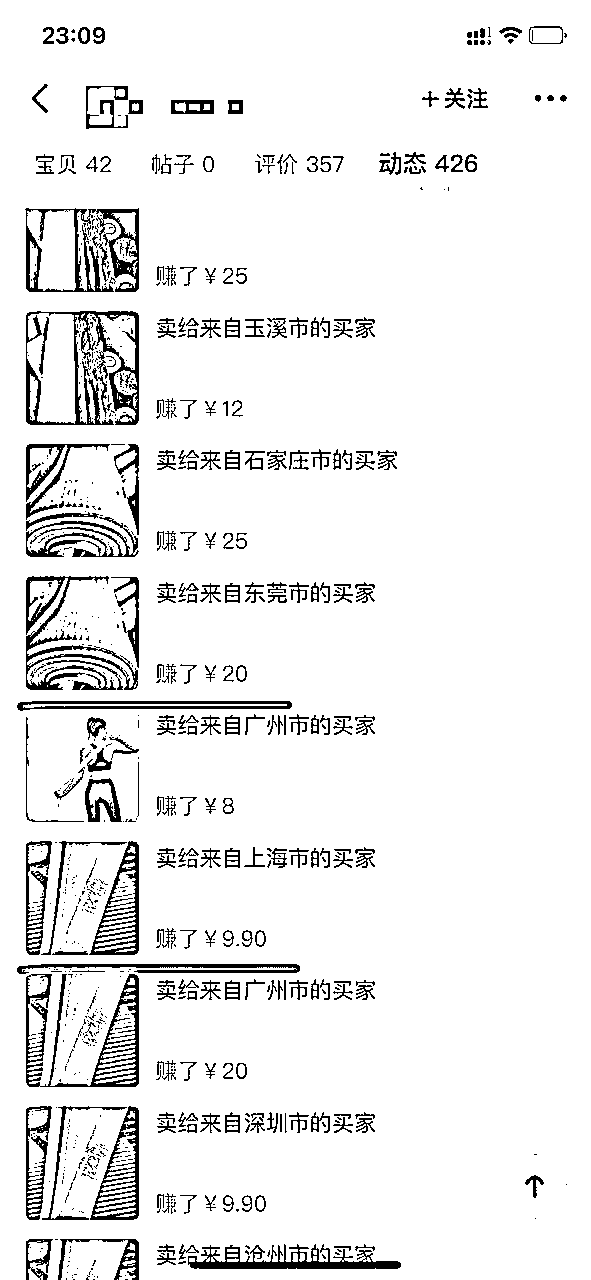 23:09
+关注
宝贝 42 帖子 0 评价 357 动态 426
赚了¥25
卖给来自玉溪市的买家
赚了¥12
卖给来自石家庄市的买家
赚了¥25
卖给来自东莞市的买家
赚了¥20
卖给来自广州市的买家
赚了¥8
卖给来自上海市的买家
赚了¥9.90
卖给来自广州市的买家
赚了¥20
卖给来自深圳市的买家
赚了¥9.90
卖给来自沧州市的买家